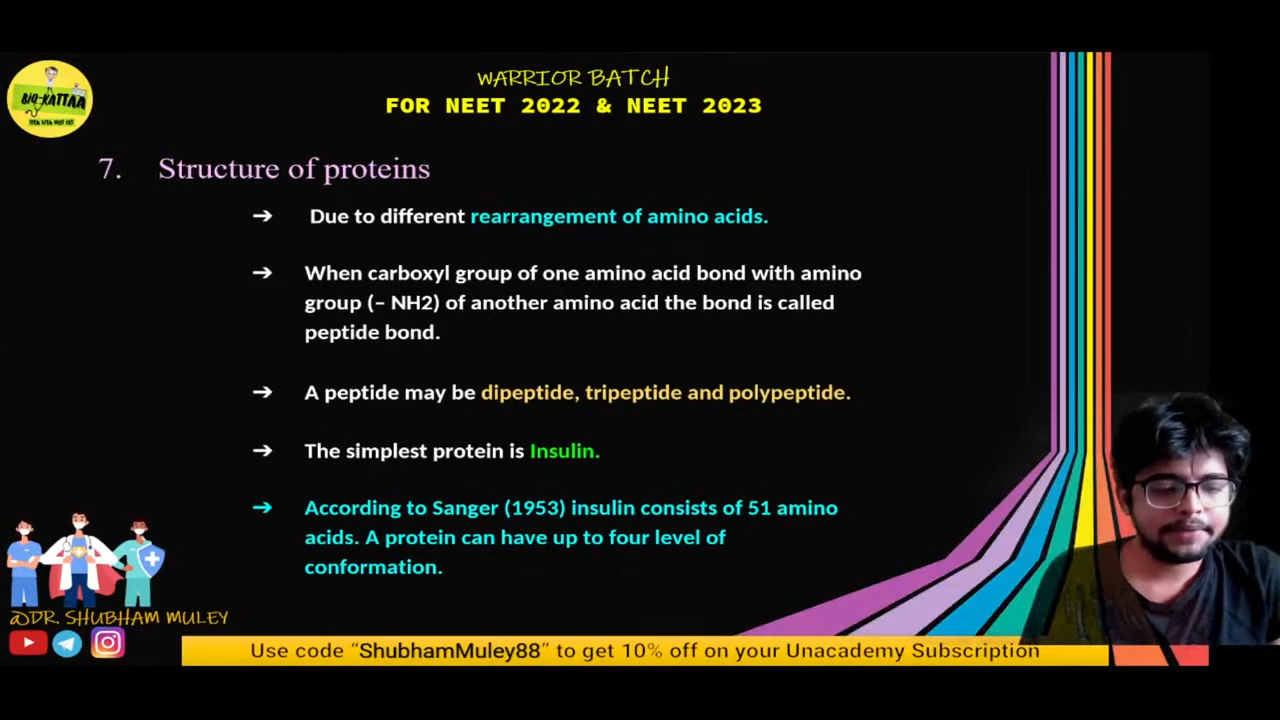 WARRIOR BATCH
FOR NEET 2022 & NEET 2023
BIO-KATTAA
7. Structure of proteins
➔ Due to different rearrangement of amino acids.
➔ When carboxyl group of one amino acid bond with amino
group (– NH2) of another amino acid the bond is called
peptide bond.
➔ A peptide may be dipeptide, tripeptide and polypeptide.
➔ The simplest protein is Insulin.
➔ According to Sanger (1953) insulin consists of 51 amino
acids. A protein can have up to four level of
conformation.
@DR. SHUBHAM MULEY
Use code “ShubhamMuley88” to get 10% off on your Unacademy Subscription